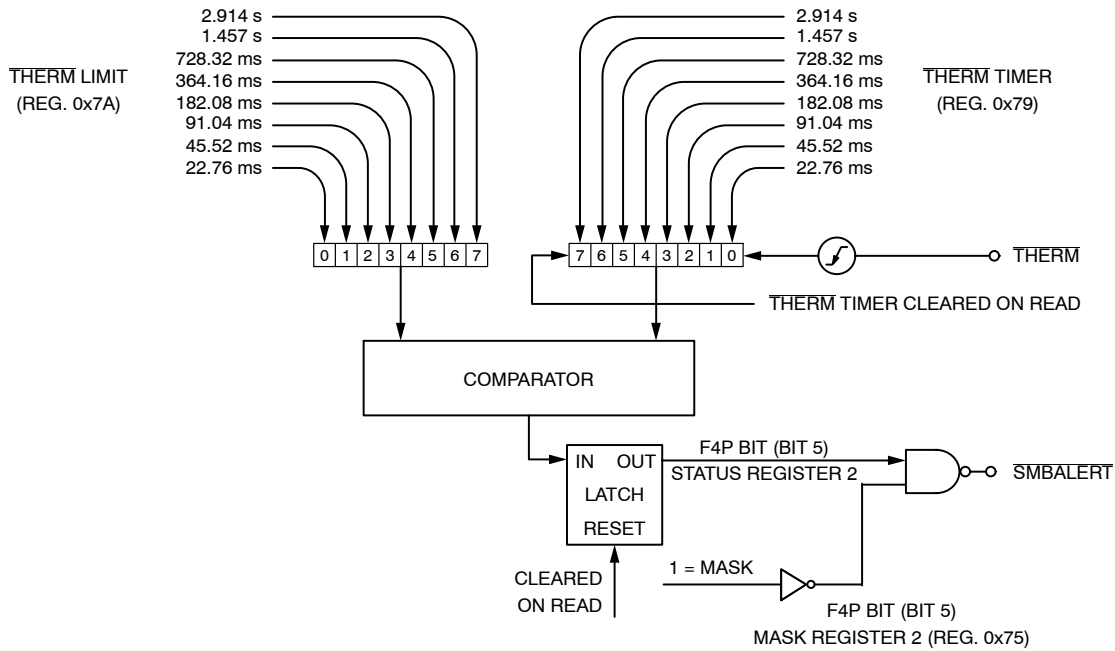 2.914 s
1.457 s
728.32 ms
364.16 ms
182.08 ms
91.04 ms
45.52 ms
22.76 ms
THERM LIMIT
(REG. 0x7A)
2.914 s
1.457 s
728.32 ms
364.16 ms
182.08 ms
91.04 ms
45.52 ms
22.76 ms
THERM TIMER
(REG. 0x79)
0 1 2 3 4 5 6 7
7 6 5 4 3 2 1 0
THERM
THERM TIMER CLEARED ON READ
COMPARATOR
IN OUT
LATCH
RESET
F4P BIT (BIT 5)
STATUS REGISTER 2
SMBALERT
CLEARED
ON READ
1 = MASK
F4P BIT (BIT 5)
MASK REGISTER 2 (REG. 0x75)